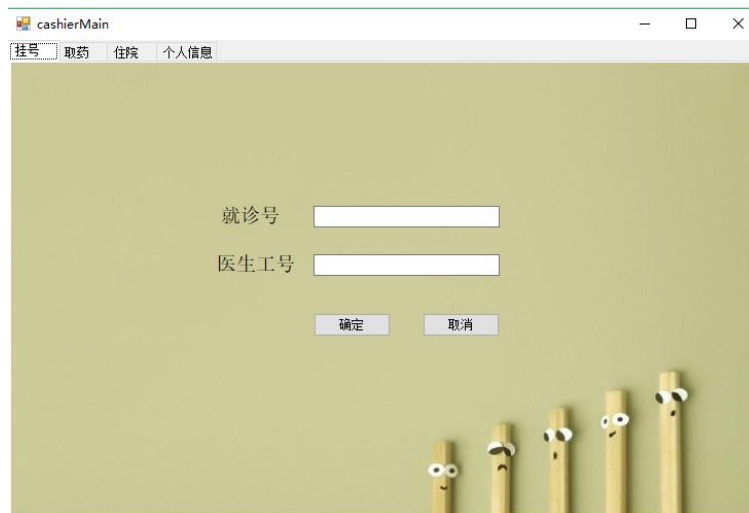 cashierMain
挂号 取药 住院 个人信息
就诊号
医生工号
确定 取消